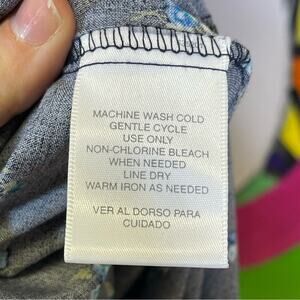 MACHINE WASH COLD
GENTLE CYCLE
USE ONLY
NON-CHLORINE BLEACH
WHEN NEEDED
LINE DRY
WARM IRON AS NEEDED
VER AL DORSO PARA
CUIDADO